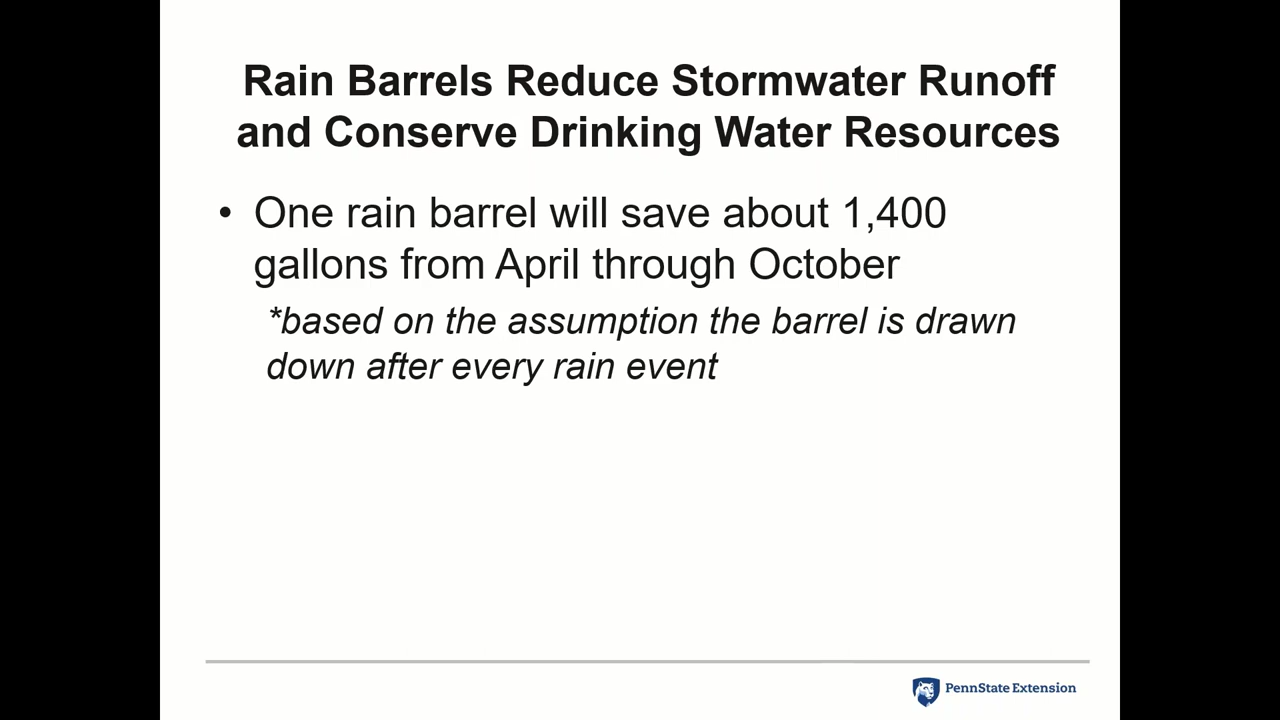 Rain Barrels Reduce Stormwater Runoff
and Conserve Drinking Water Resources
• One rain barrel will save about 1,400
gallons from April through October
*based on the assumption the barrel is drawn
down after every rain event
PennState Extension